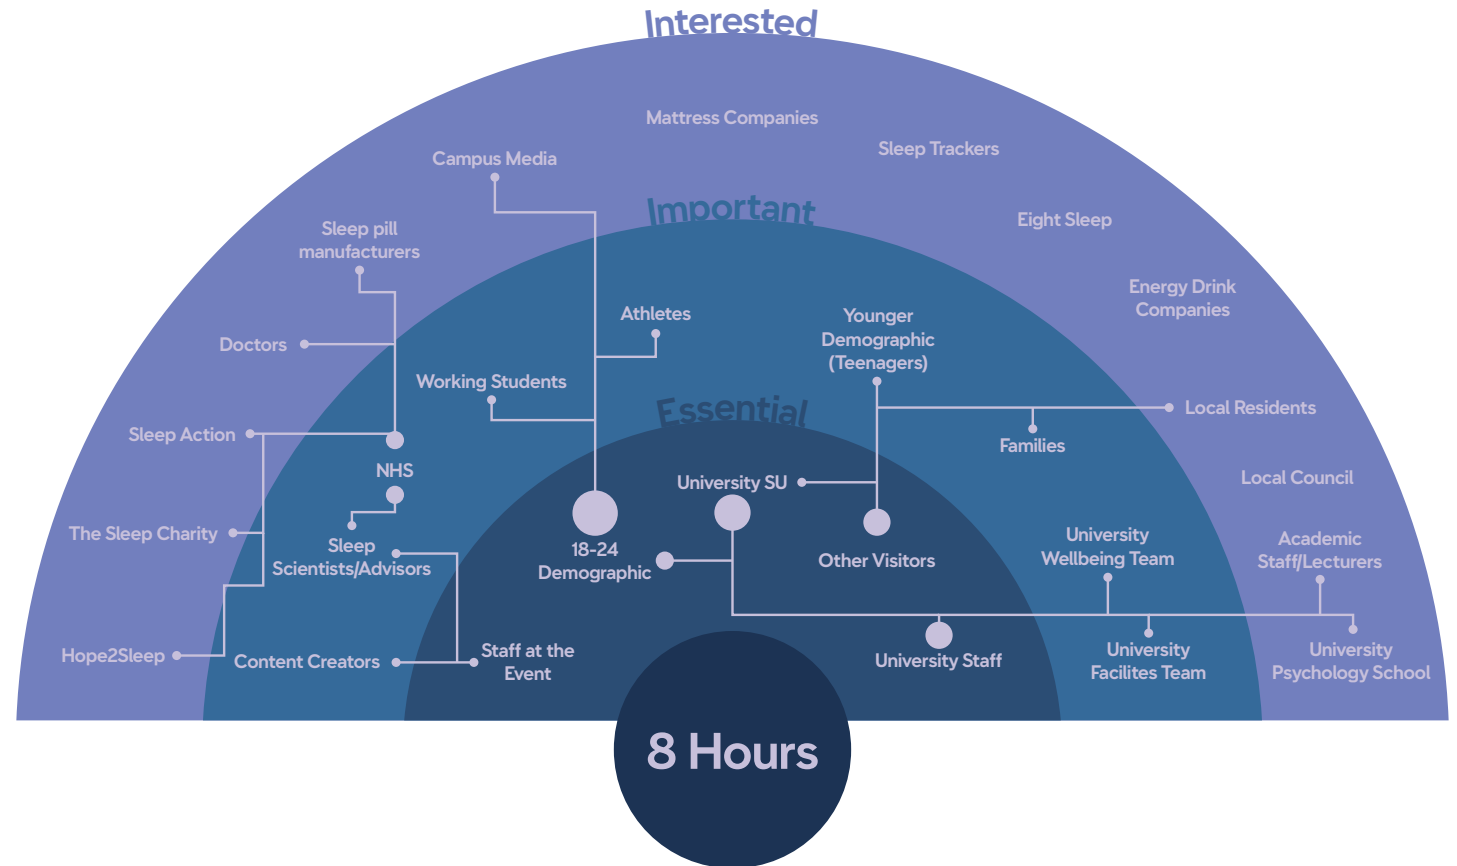 Interested
Mattress Companies
Sleep Trackers
Campus Media
Important
Eight Sleep
Sleep pill
manufacturers
Energy Drink
Companies
Athletes
Younger
Demographic
(Teenagers)
Doctors
Working Students
Essential
Local Residents
Sleep Action
Families
NHS
University SU
Local Council
The Sleep Charity
Sleep
Scientists/Advisors
18-24
Demographic
Other Visitors
University
Wellbeing Team
Academic
Staff/Lecturers
Hope2Sleep
Content Creators
Staff at the
Event
University Staff
University
Facilites Team
University
Psychology School
8 Hours